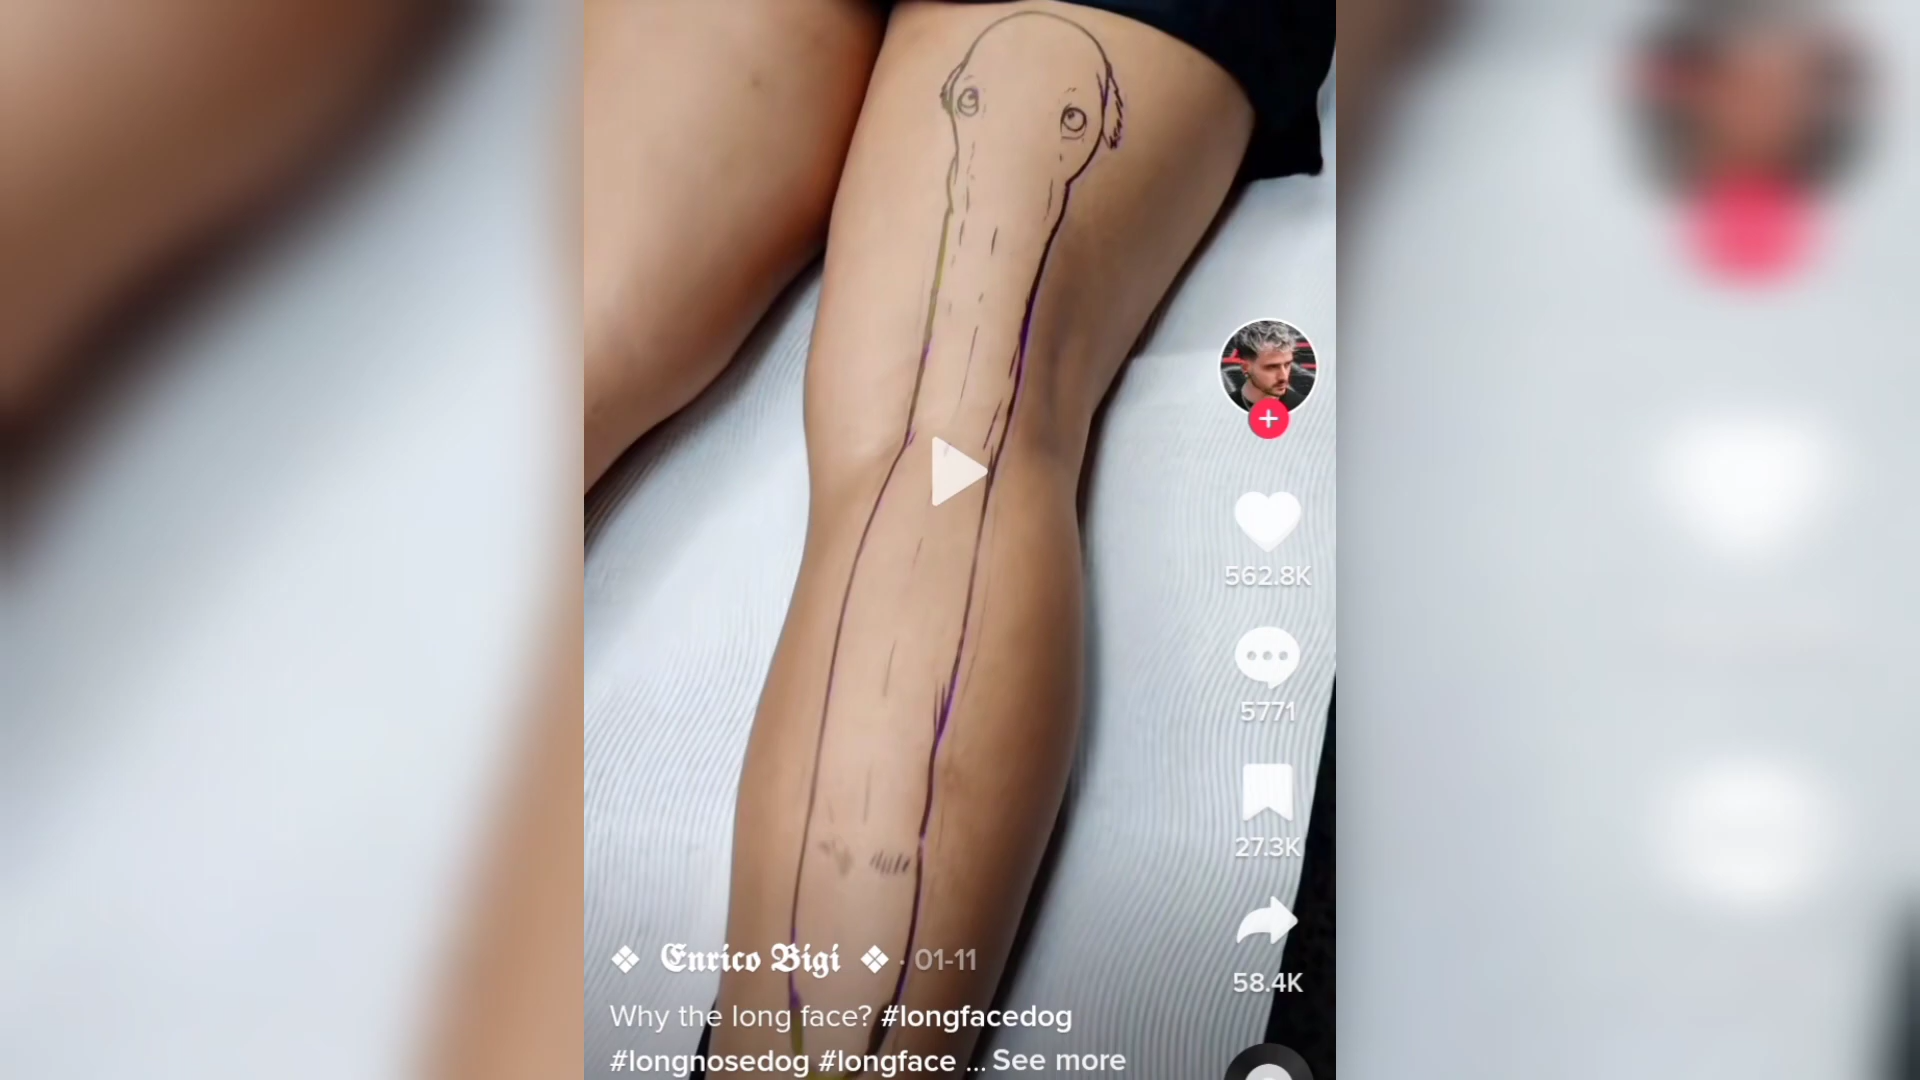 562.8K
5771
27.3K
58.4K
❖ Enrico Bigi ❖ · 01-11
Why the long face? #longfacedog
#longnosedog #longface ... See more